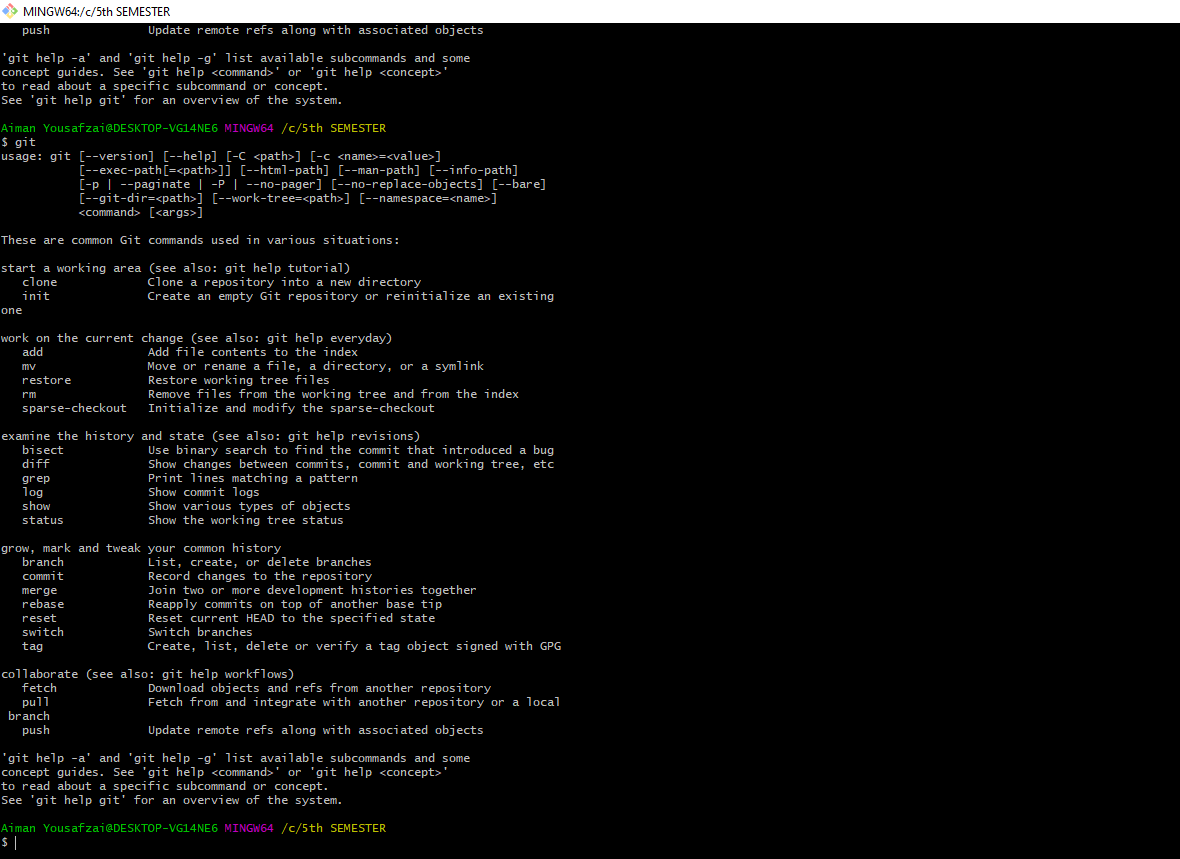 MINGW64:/c/5th SEMESTER
   push              Update remote refs along with associated objects

'git help -a' and 'git help -g' list available subcommands and some
concept guides. See 'git help <command>' or 'git help <concept>'
to read about a specific subcommand or concept.
See 'git help git' for an overview of the system.

Aiman Yousafzai@DESKTOP-VG14NE6 MINGW64 /c/5th SEMESTER
$ git
usage: git [--version] [--help] [-C <path>] [-c <name>=<value>]
           [--exec-path[=<path>]] [--html-path] [--man-path] [--info-path]
           [-p | --paginate | -P | --no-pager] [--no-replace-objects] [--bare]
           [--git-dir=<path>] [--work-tree=<path>] [--namespace=<name>]
           <command> [<args>]

These are common Git commands used in various situations:

start a working area (see also: git help tutorial)
   clone             Clone a repository into a new directory
   init              Create an empty Git repository or reinitialize an existing
one

work on the current change (see also: git help everyday)
   add               Add file contents to the index
   mv                Move or rename a file, a directory, or a symlink
   restore           Restore working tree files
   rm                Remove files from the working tree and from the index
   sparse-checkout   Initialize and modify the sparse-checkout

examine the history and state (see also: git help revisions)
   bisect            Use binary search to find the commit that introduced a bug
   diff              Show changes between commits, commit and working tree, etc
   grep              Print lines matching a pattern
   log               Show commit logs
   show              Show various types of objects
   status            Show the working tree status

grow, mark and tweak your common history
   branch            List, create, or delete branches
   commit            Record changes to the repository
   merge             Join two or more development histories together
   rebase            Reapply commits on top of another base tip
   reset             Reset current HEAD to the specified state
   switch            Switch branches
   tag               Create, list, delete or verify a tag object signed with GPG

collaborate (see also: git help workflows)
   fetch             Download objects and refs from another repository
   pull              Fetch from and integrate with another repository or a local
 branch
   push              Update remote refs along with associated objects

'git help -a' and 'git help -g' list available subcommands and some
concept guides. See 'git help <command>' or 'git help <concept>'
to read about a specific subcommand or concept.
See 'git help git' for an overview of the system.

Aiman Yousafzai@DESKTOP-VG14NE6 MINGW64 /c/5th SEMESTER
$